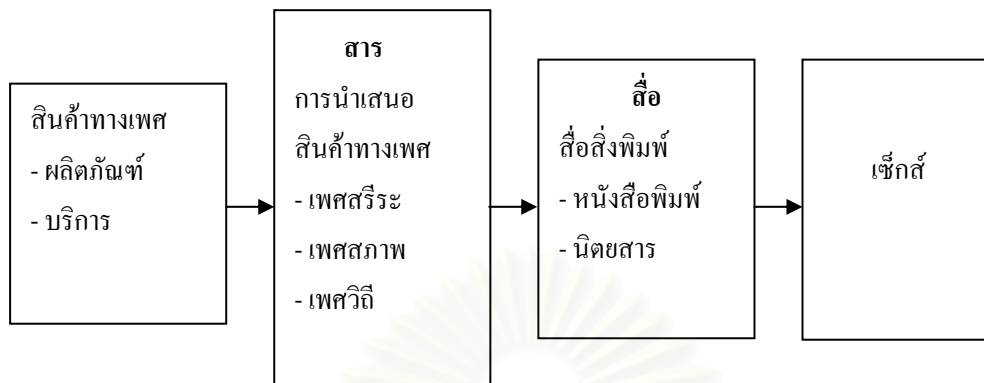 สินค้าทางเพศ
- ผลิตภัณฑ์
- บริการ
สาร
การนำเสนอ
สินค้าทางเพศ
- เพศสรีระ
- เพศสภาพ
- เพศวิถี
สื่อ
สื่อสิ่งพิมพ์
- หนังสือพิมพ์
- นิตยสาร
เซ็กส์